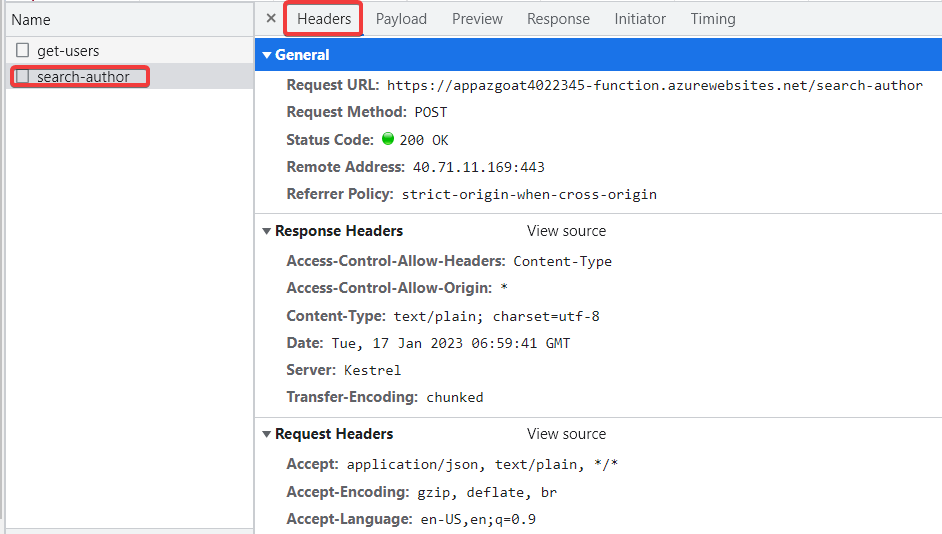 Name
get-users
search-author
× Headers Payload Preview Response Initiator Timing
General
Request URL: https://appazgoat4022345-function.azurewebsites.net/search-author
Request Method: POST
Status Code: 200 OK
Remote Address: 40.71.11.169:443
Referrer Policy: strict-origin-when-cross-origin
Response Headers View source
Access-Control-Allow-Headers: Content-Type
Access-Control-Allow-Origin: *
Content-Type: text/plain; charset=utf-8
Date: Tue, 17 Jan 2023 06:59:41 GMT
Server: Kestrel
Transfer-Encoding: chunked
Request Headers View source
Accept: application/json, text/plain, */*
Accept-Encoding: gzip, deflate, br
Accept-Language: en-US,en;q=0.9